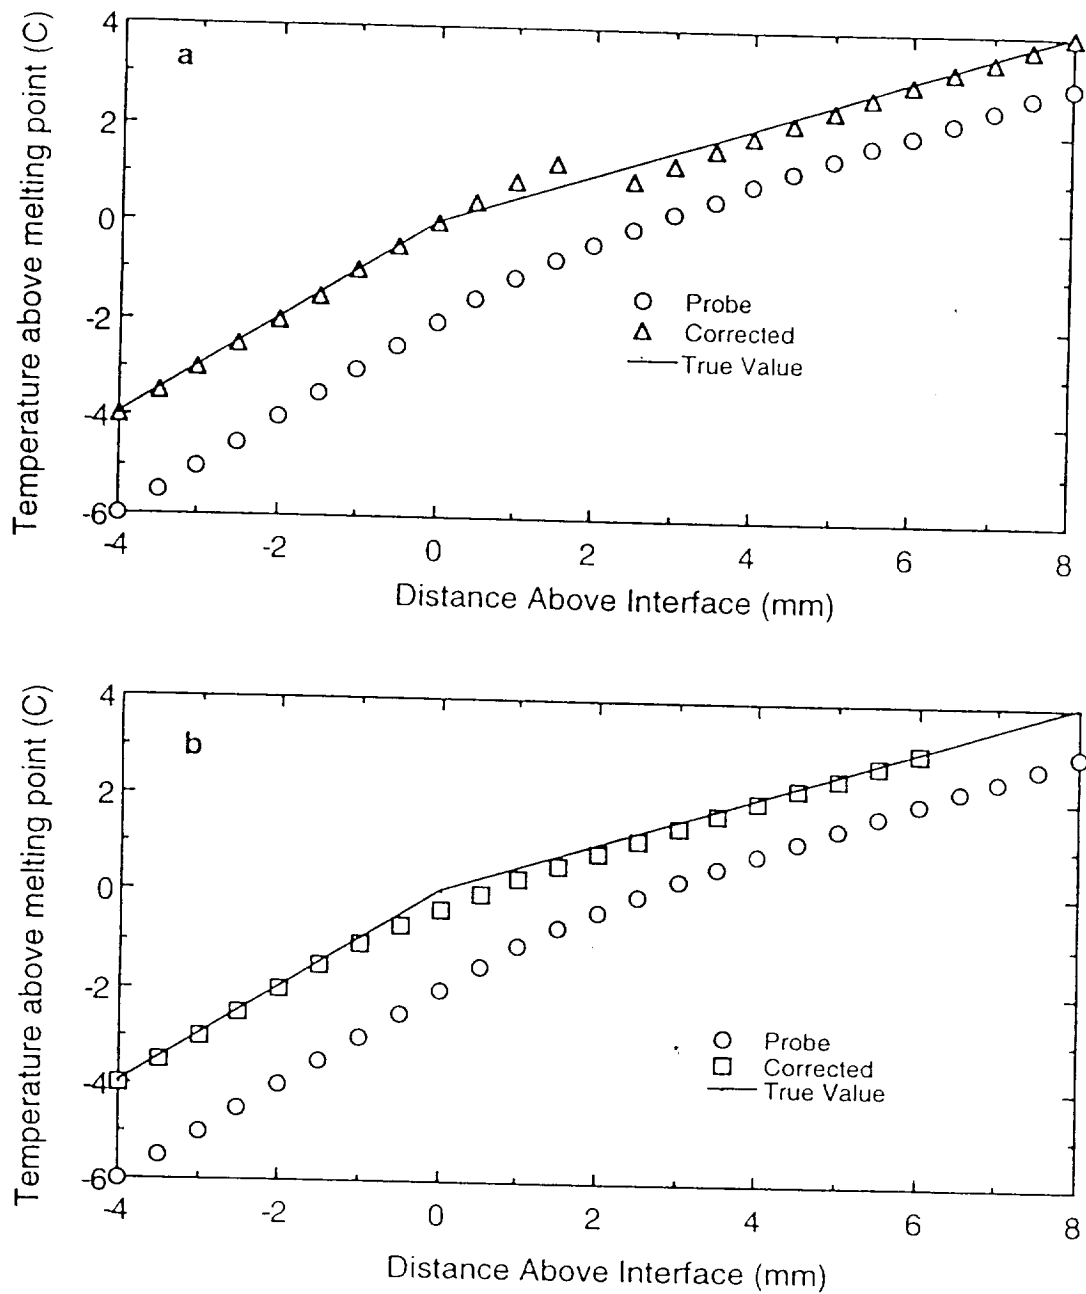 a
Temperature above melting point (C)
4
2
0
-2
-4
-6
Probe
Corrected
True Value
-4
-2
0
2
4
6
8
Distance Above Interface (mm)
b
Temperature above melting point (C)
4
2
0
-2
-4
-6
Probe
Corrected
True Value
-4
-2
0
2
4
6
8
Distance Above Interface (mm)